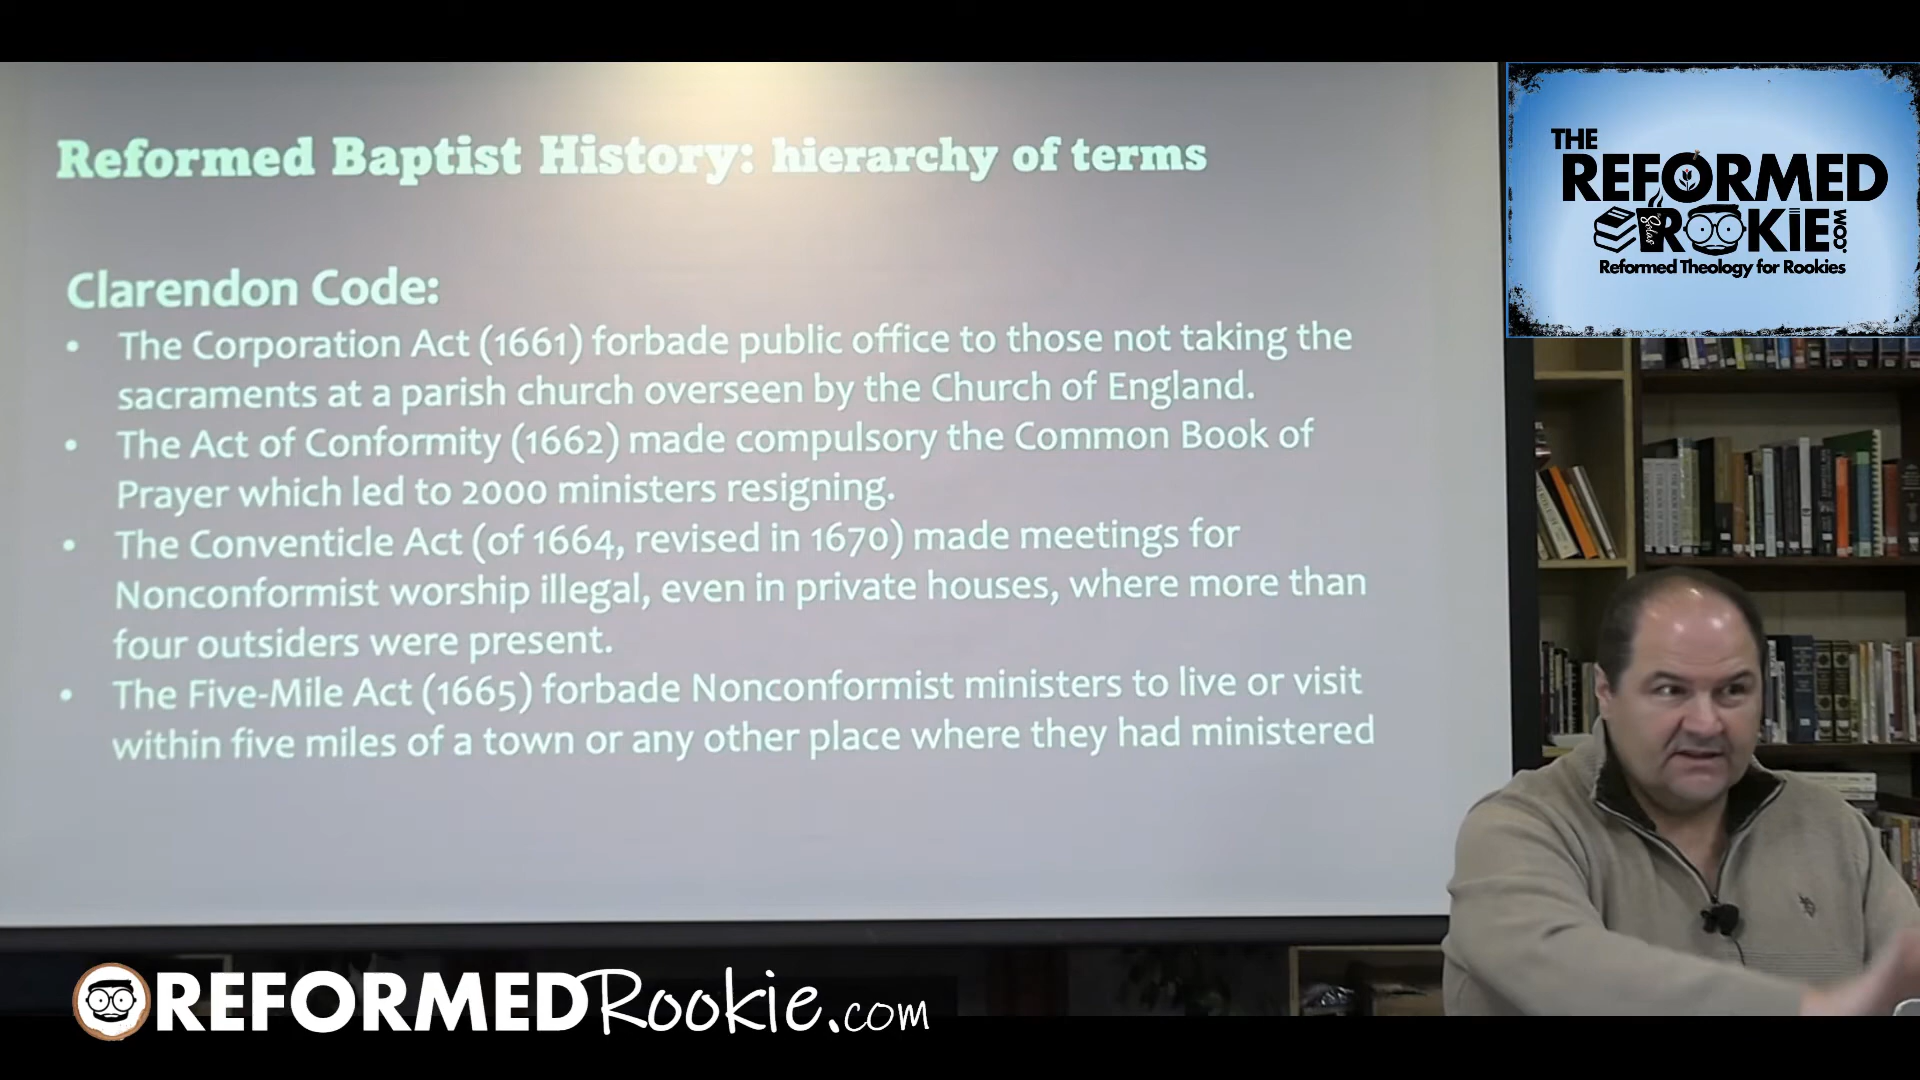 Reformed Baptist History: hierarchy of terms
Clarendon Code:
• The Corporation Act (1661) forbade public office to those not taking the
sacraments at a parish church overseen by the Church of England.
• The Act of Conformity (1662) made compulsory the Common Book of
Prayer which led to 2000 ministers resigning.
• The Conventicle Act (of 1664, revised in 1670) made meetings for
Nonconformist worship illegal, even in private houses, where more than
four outsiders were present.
• The Five-Mile Act (1665) forbade Nonconformist ministers to live or visit
within five miles of a town or any other place where they had ministered
THE
REFORMED
ROOKIE
.COM
Solas
Reformed Theology for Rookies
REFORMEDRookie.com